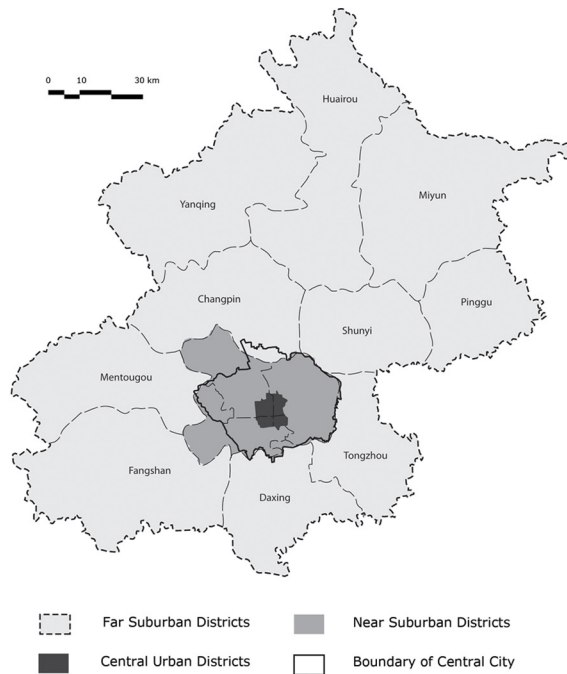 0 10 30 km
Huairou
Miyun
Yanqing
Changpin
Pinggu
Shunyi
Mentougou
Tongzhou
Fangshan
Daxing
Far Suburban Districts
Near Suburban Districts
Central Urban Districts
Boundary of Central City